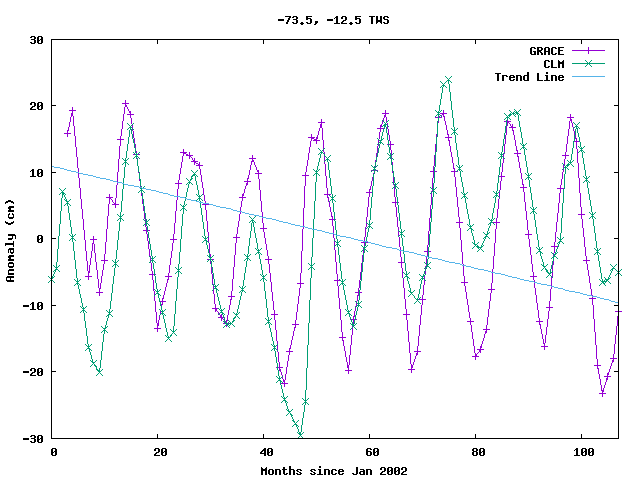 -73.5, -12.5 TWS
GRACE
CLM
Trend Line
30
20
10
0
-10
-20
-30
Anomaly (cm)
0 20 40 60 80 100
Months since Jan 2002